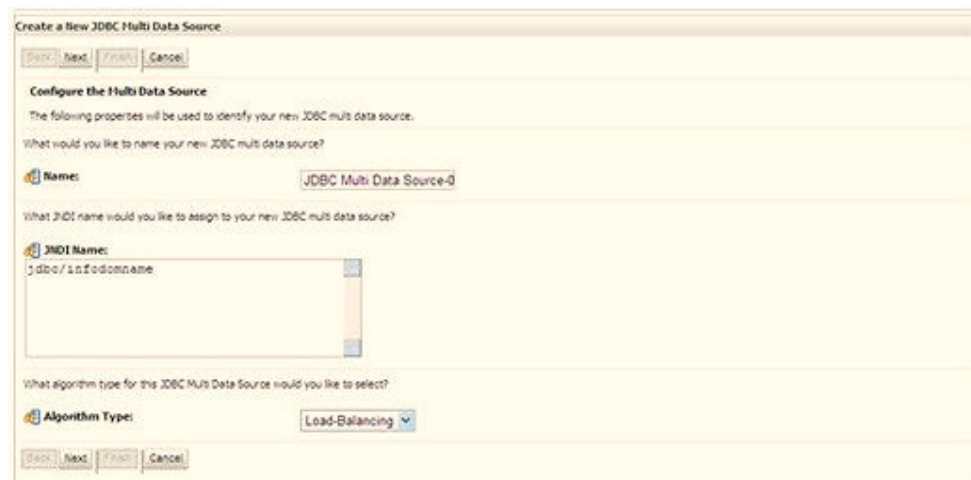 Create a New JDBC Multi Data Source
Back Next Finish Cancel
Configure the Multi Data Source
The following properties will be used to identify your new JDBC multi data source.
What would you like to name your new JDBC multi data source?
Name: JDBC Multi Data Source-0
What JNDI name would you like to assign to your new JDBC multi data source?
JNDI Name:
jdbc/infodomname
What algorithm type for this JDBC Multi Data Source would you like to select?
Algorithm Type: Load-Balancing
Back Next Finish Cancel